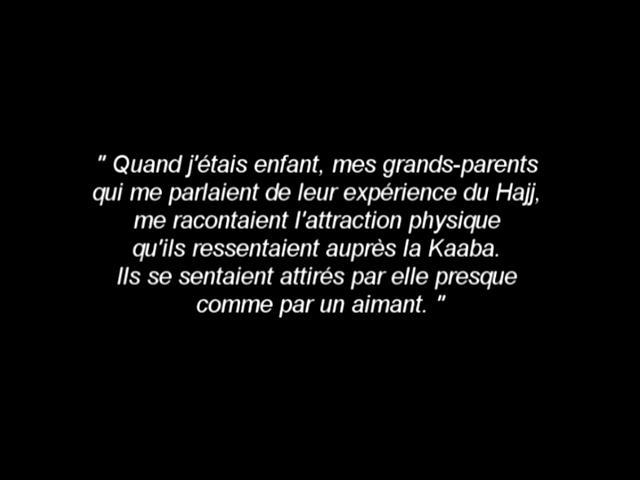 " Quand j'étais enfant, mes grands-parents
qui me parlaient de leur expérience du Hajj,
me racontaient l'attraction physique
qu'ils ressentaient auprès la Kaaba.
Ils se sentaient attirés par elle presque
comme par un aimant. "